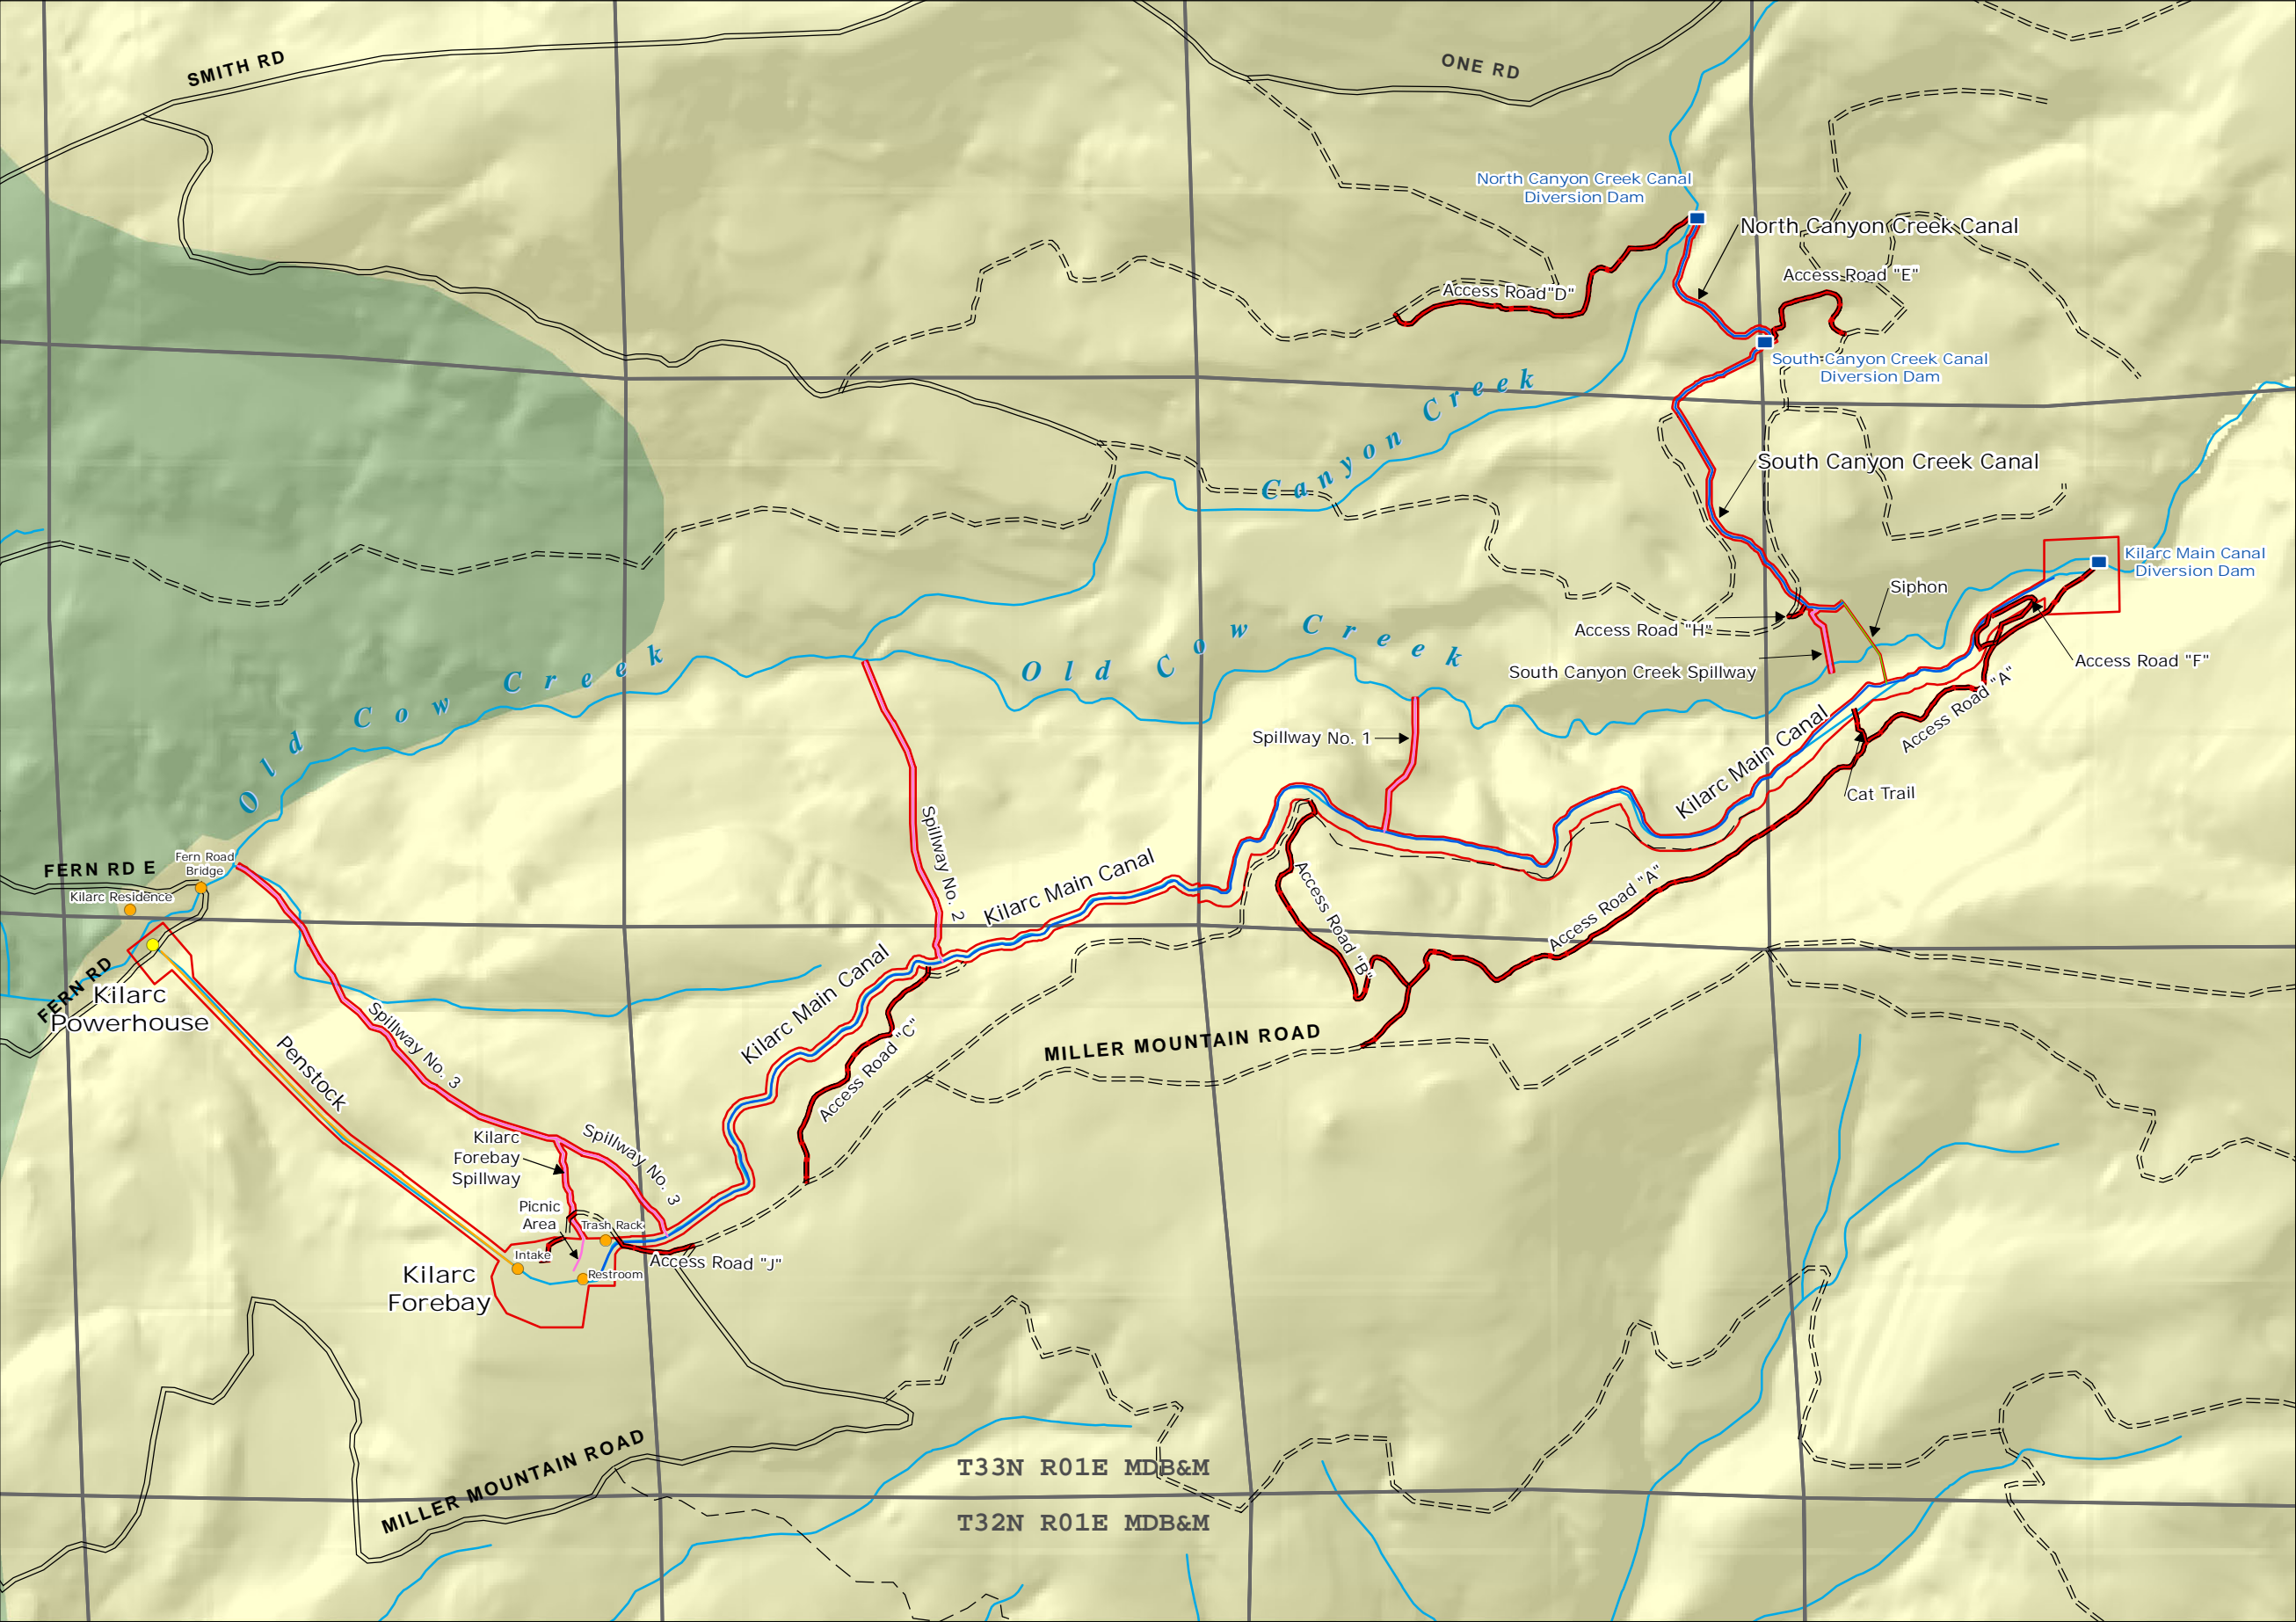 SMITH RD
ONE RD
North Canyon Creek Canal
Diversion Dam
North Canyon Creek Canal
Access Road "E"
Access Road"D"
South Canyon Creek Canal
Diversion Dam
Canyon Creek
South Canyon Creek Canal
Kilarc Main Canal
Diversion Dam
Siphon
Access Road "H"
Access Road "F"
South Canyon Creek Spillway
Old Cow Creek
Old Cow Creek
Access Road "A"
Kilarc Main Canal
Spillway No. 1
Cat Trail
Spillway No. 2
Kilarc Main Canal
Access Road "B"
Access Road "A"
FERN RD E
Fern Road
Bridge
Kilarc Residence
FERN RD
Kilarc
Powerhouse
Kilarc Main Canal
Penstock
Spillway No. 3
Access Road "C"
MILLER MOUNTAIN ROAD
Kilarc
Forebay
Spillway
Spillway No. 3
Picnic
Area
Trash Rack
Intake
Restroom
Access Road "J"
Kilarc
Forebay
MILLER MOUNTAIN ROAD
T33N R01E MDB&M
T32N R01E MDB&M